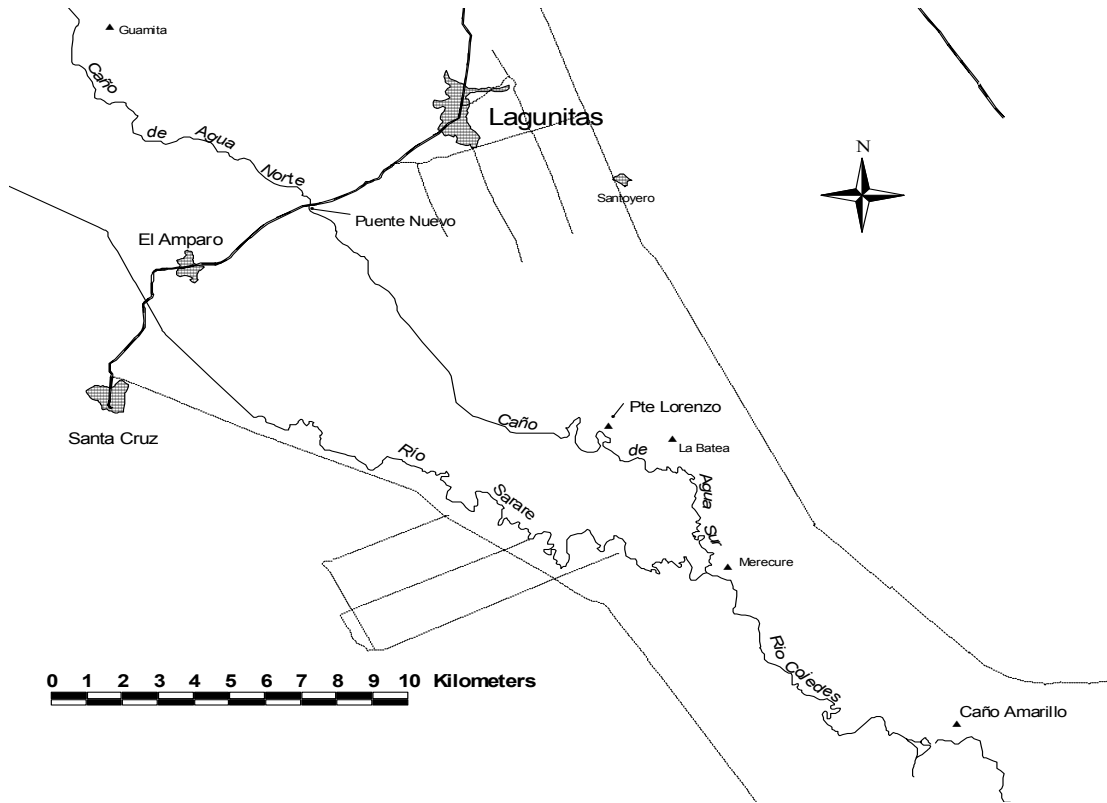 Guamita
Caño
de
Agua
Norte
Lagunitas
N
Santoyero
Puente Nuevo
El Amparo
Santa Cruz
Caño
de
Agua
Sur
Pte Lorenzo
La Batea
Río
Sarare
Merecure
Río Cojedes
Caño Amarillo
0 1 2 3 4 5 6 7 8 9 10 Kilometers